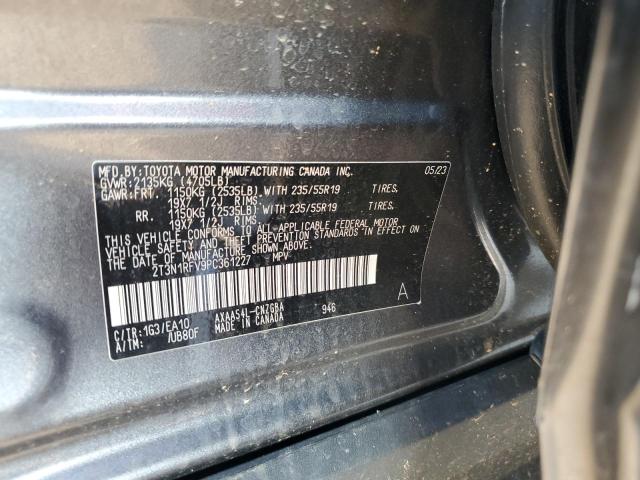 MFD.BY:TOYOTA MOTOR MANUFACTURING CANADA INC. 05/23
GVWR:2135KG (4705LB)
GAWR:FRT. 1150KG (2535LB) WITH 235/55R19 TIRES,
19X7 1/2J RIMS.
RR. 1150KG (2535LB) WITH 235/55R19 TIRES,
19X7 1/2J RIMS.
THIS VEHICLE CONFORMS TO ALL APPLICABLE FEDERAL MOTOR
VEHICLE SAFETY AND THEFT PREVENTION STANDARDS IN EFFECT
ON THE DATE OF MANUFACTURE SHOWN ABOVE.
2T3N1RFV9PC361227 MPV
A
C/TR:1G3/EA10 AXAA54L-CNZGBA 946
A/TM: /UB80F MADE IN CANADA